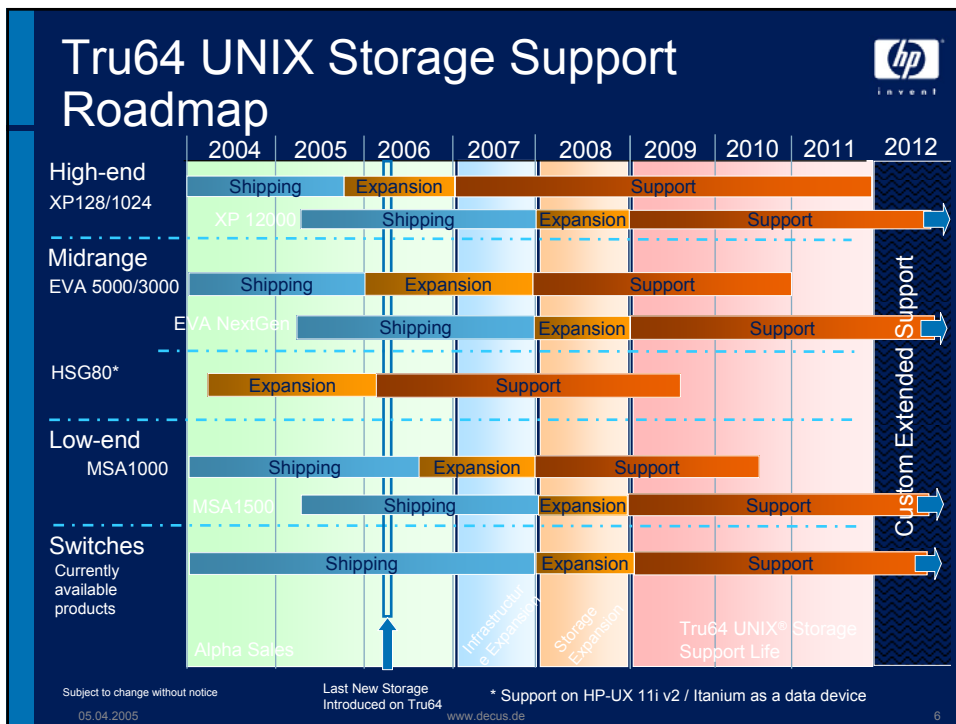 Tru64 UNIX Storage Support
Roadmap
hp
invent
2004 2005 2006 2007 2008 2009 2010 2011 2012
High-end
XP128/1024
Shipping Expansion Support
XP 12000
Shipping Expansion Support
Midrange
EVA 5000/3000
Shipping Expansion Support
EVA NextGen
Shipping Expansion Support
HSG80*
Expansion Support
Low-end
MSA1000
Shipping Expansion Support
MSA1500
Shipping Expansion Support
Switches
Currently
available
products
Shipping Expansion Support
Custom Extended Support
Alpha Sales
Infrastructur
e Expansion
Storage
Expansion
Tru64 UNIX® Storage
Support Life
Subject to change without notice
Last New Storage
Introduced on Tru64
* Support on HP-UX 11i v2 / Itanium as a data device
05.04.2005
www.decus.de
6